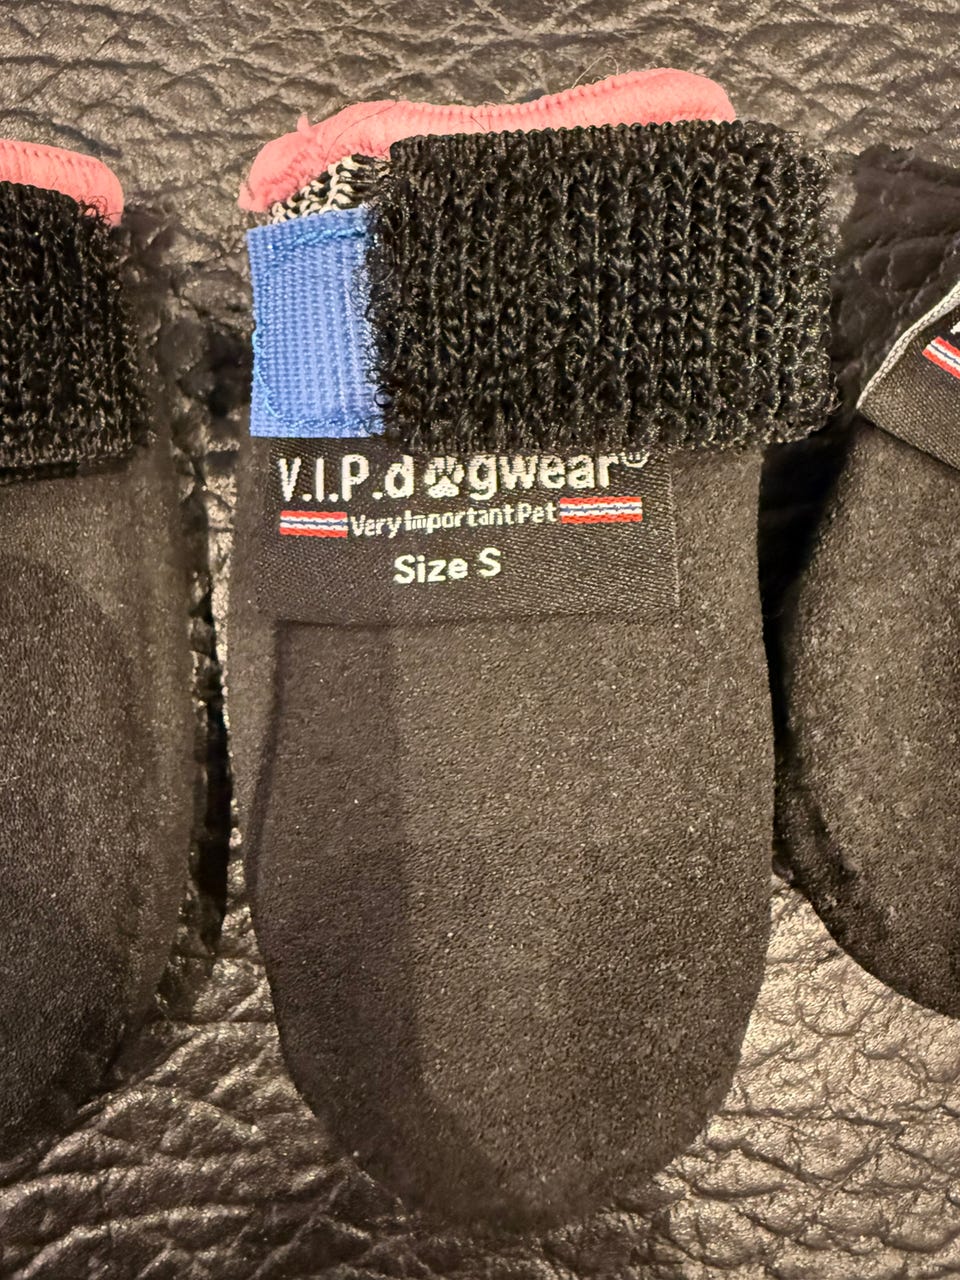 V.I.P.dogwear®
Very Important Pet
Size S